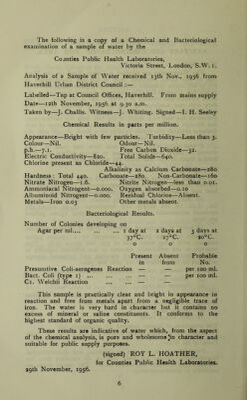 The following is a copy of a Chemical and Bacteriological
examination of a sample of water by the
Counties Public Health Laboratories,
Victoria Street, London, S.W.1.
Analysis of a Sample of Water received 13th Nov., 1956 from
Haverhill Urban District Council :—
Labelled—Tap at Council Offices, Haverhill. From mains supply
Date—12th November, 1956 at 9.30 a.m.
Taken by—J. Challis. Witness—J. Whiting. Signed—I. H. Seeley
Chemical Results in parts per million.
Appearance—Bright with few particles. Turbidity—Less than 3.
Colour—Nil. Odour—Nil.
p.h.—7.1. Free Carbon Dioxide—51.
Electric Conductivity—820. Total Solids—640.
Chlorine present as Chloride—44.
Alkalinity as Calcium Carbonate—280
Hardness: Total 440. Carbonate—280 Non-Carbonate—160
Nitrate Nitrogen—1.6. Nitrite Nitrogen—less than 0.01.
Ammoniacal Nitrogent—0.000. Oxygen absorbed—0.10
Albuminoid Nitrogent—0.000. Residual Chlorine—Absent.
Metals—Iron 0.03 Other metals absent.
Bacteriological Results.
Number of Colonies developing on
Agar per ml.... ... ... 1 day at 2 days at 3 days at
37°C. 37°C. 20°C.
0 0 0
Present Absent Probable
in from No.
Presumtive Coli-aerogenes Reaction — — per 100 ml.
Bact. Coli (type 1) ... — — per 100 ml.
C1. Welchii Reaction ... — —
This sample is practically clear and bright in appearance in
reaction and free from metals apart from a negligible trace of
iron. The water is very hard in character but it contains no
excess of mineral or saline constituents. It conforms to the
highest standard of organic quality.
These results are indicative of water which, from the aspect
of the chemical analysis, is pure and wholesome in character and
suitable for public supply purposes.
(signed) ROY L. HOATHER,
for Counties Public Health Laboratories.
29th November, 1956.
6